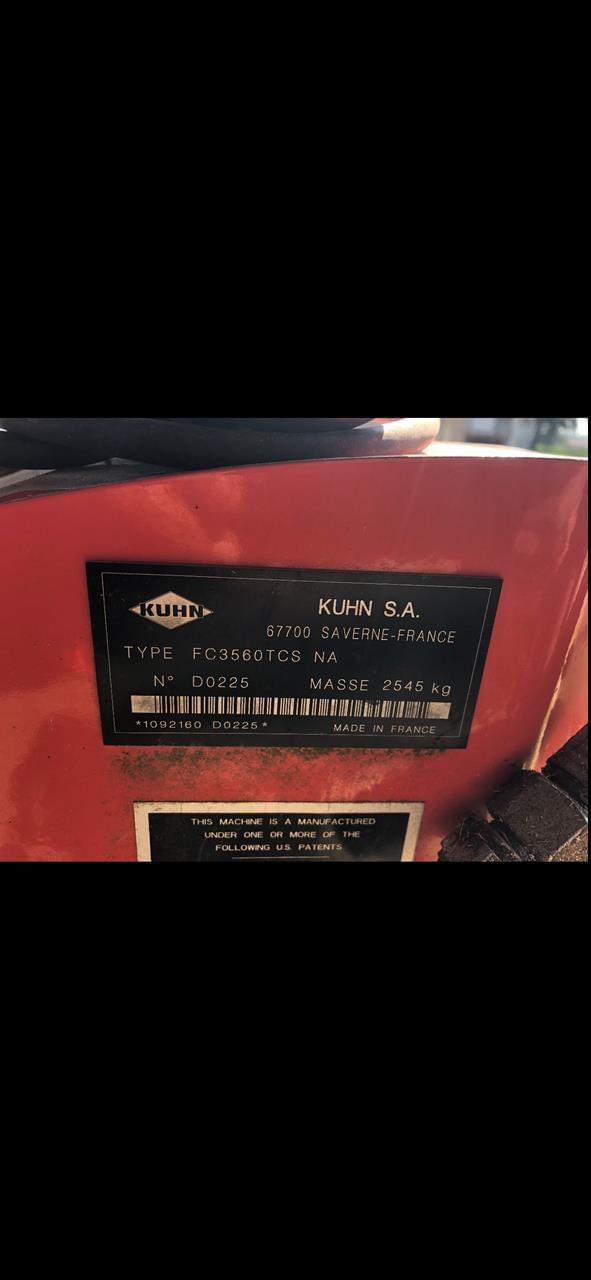 KUHN
KUHN S.A.
67700 SAVERNE-FRANCE
TYPE FC3560TCS NA
N° D0225 MASSE 2545 kg
*1092160 D0225*
MADE IN FRANCE
THIS MACHINE IS A MANUFACTURED
UNDER ONE OR MORE OF THE
FOLLOWING U.S. PATENTS